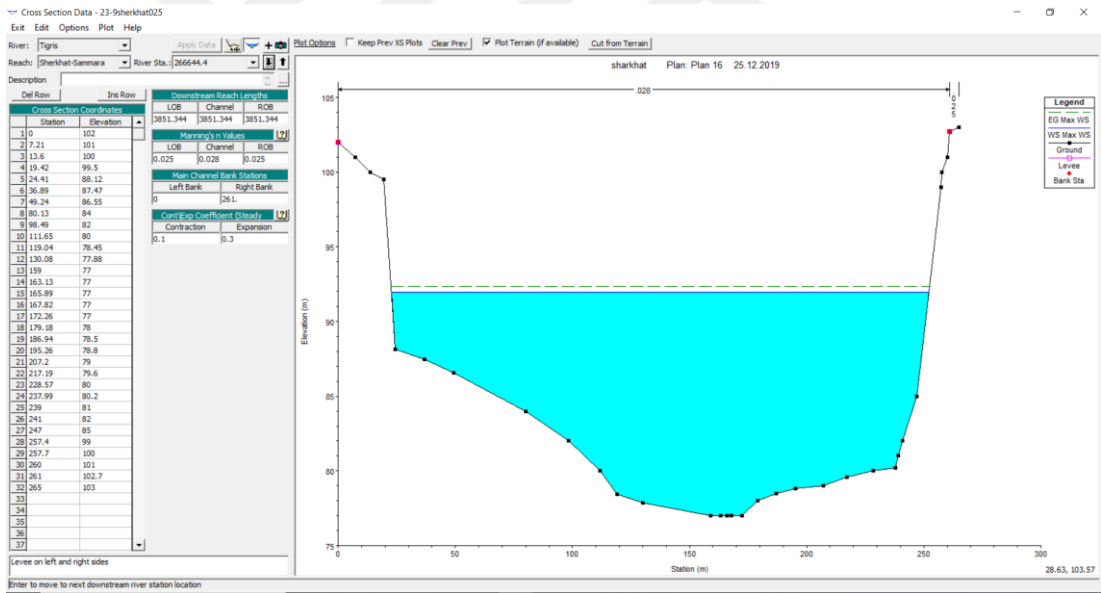 Cross Section Data - 23-9sherkhat025
Exit Edit Options Plot Help
River: Tigris Apply Data
Reach: Sherkhat-Sammara River Sta.: 266644.4
Description ...
Del Row Ins Row
Cross Section Coordinates
Station Elevation
1 0 102
2 7.21 101
3 13.6 100
4 19.42 99.5
5 24.41 88.12
6 36.89 87.47
7 49.24 86.55
8 80.13 84
9 98.49 82
10 111.65 80
11 119.04 78.45
12 130.08 77.88
13 159 77
14 163.13 77
15 165.89 77
16 167.82 77
17 172.26 77
18 179.18 78
19 186.94 78.5
20 195.26 78.8
21 207.2 79
22 217.19 79.6
23 228.57 80
24 237.99 80.2
25 239 81
26 241 82
27 247 85
28 257.4 99
29 257.7 100
30 260 101
31 261 102.7
32 265 103
33
34
35
36
37
Downstream Reach Lengths
LOB Channel ROB
3851.344 3851.344 3851.344
Manning's n Values ?
LOB Channel ROB
0.025 0.028 0.025
Main Channel Bank Stations
Left Bank Right Bank
0 261.
Cont\Exp Coefficient (Steady ?
Contraction Expansion
0.1 0.3
Levee on left and right sides
Enter to move to next downstream river station location
Plot Options Keep Prev XS Plots Clear Prev Plot Terrain (if available) Cut from Terrain
sharkhat Plan: Plan 16 25.12.2019
.028
.025
105
100
95
90
85
80
75
Elevation (m)
0 50 100 150 200 250 300
Station (m)
Legend
EG Max WS
WS Max WS
Ground
Levee
Bank Sta
28.63, 103.57